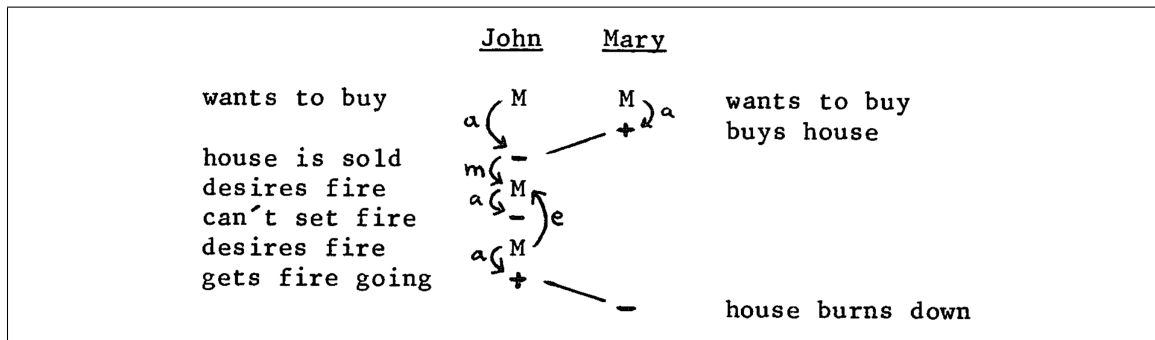 John Mary
wants to buy M M wants to buy
a a
+ buys house
house is sold -
m
desires fire M
a
can't set fire - e
desires fire M
a
gets fire going +
- house burns down